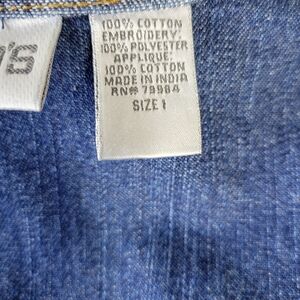 'S
100% COTTON
EMBROIDERY:
100% POLYESTER
APPLIQUE:
100% COTTON
MADE IN INDIA
RN# 79984
SIZE 1